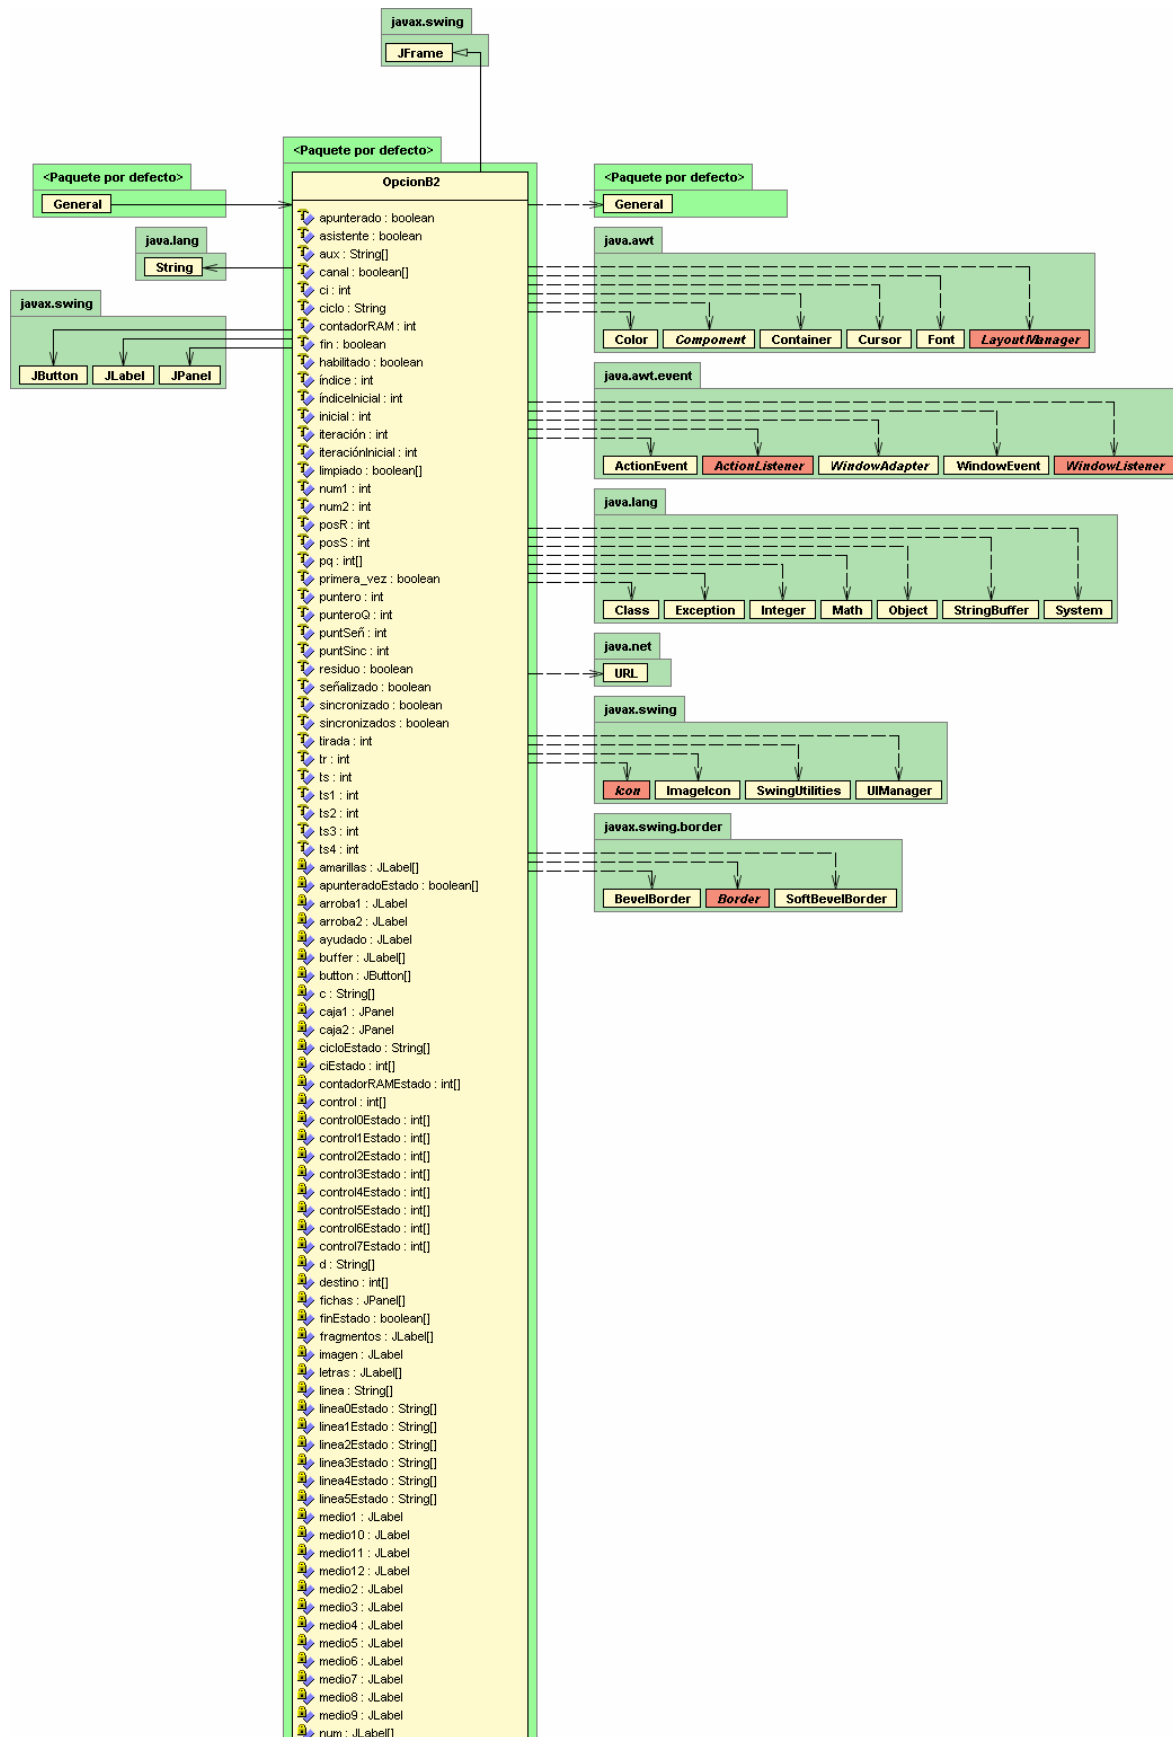 javax.swing
JFrame
<Paquete por defecto>
<Paquete por defecto>
General
java.lang
String
javax.swing
JButton
JLabel
JPanel
OpcionB2
apunterado : boolean
asistente : boolean
aux : String[]
canal : boolean[]
ci : int
ciclo : String
contadorRAM : int
fin : boolean
habilitado : boolean
índice : int
índiceInicial : int
inicial : int
iteración : int
iteraciónInicial : int
limpiado : boolean[]
num1 : int
num2 : int
posR : int
posS : int
pq : int[]
primera_vez : boolean
puntero : int
punteroQ : int
puntSeñ : int
puntSinc : int
residuo : boolean
señalizado : boolean
sincronizado : boolean
sincronizados : boolean
tirada : int
tr : int
ts : int
ts1 : int
ts2 : int
ts3 : int
ts4 : int
amarillas : JLabel[]
apunteradoEstado : boolean[]
arroba1 : JLabel
arroba2 : JLabel
ayudado : JLabel
buffer : JLabel[]
button : JButton[]
c : String[]
caja1 : JPanel
caja2 : JPanel
cicloEstado : String[]
ciEstado : int[]
contadorRAMEstado : int[]
control : int[]
control0Estado : int[]
control1Estado : int[]
control2Estado : int[]
control3Estado : int[]
control4Estado : int[]
control5Estado : int[]
control6Estado : int[]
control7Estado : int[]
d : String[]
destino : int[]
fichas : JPanel[]
finEstado : boolean[]
fragmentos : JLabel[]
imagen : JLabel
letras : JLabel[]
linea : String[]
linea0Estado : String[]
linea1Estado : String[]
linea2Estado : String[]
linea3Estado : String[]
linea4Estado : String[]
linea5Estado : String[]
medio1 : JLabel
medio10 : JLabel
medio11 : JLabel
medio12 : JLabel
medio2 : JLabel
medio3 : JLabel
medio4 : JLabel
medio5 : JLabel
medio6 : JLabel
medio7 : JLabel
medio8 : JLabel
medio9 : JLabel
num : JLabel[]
<Paquete por defecto>
General
java.awt
Color
Component
Container
Cursor
Font
LayoutManager
java.awt.event
ActionEvent
ActionListener
WindowAdapter
WindowEvent
WindowListener
java.lang
Class
Exception
Integer
Math
Object
StringBuffer
System
java.net
URL
javax.swing
Icon
ImageIcon
SwingUtilities
UIManager
javax.swing.border
BevelBorder
Border
SoftBevelBorder